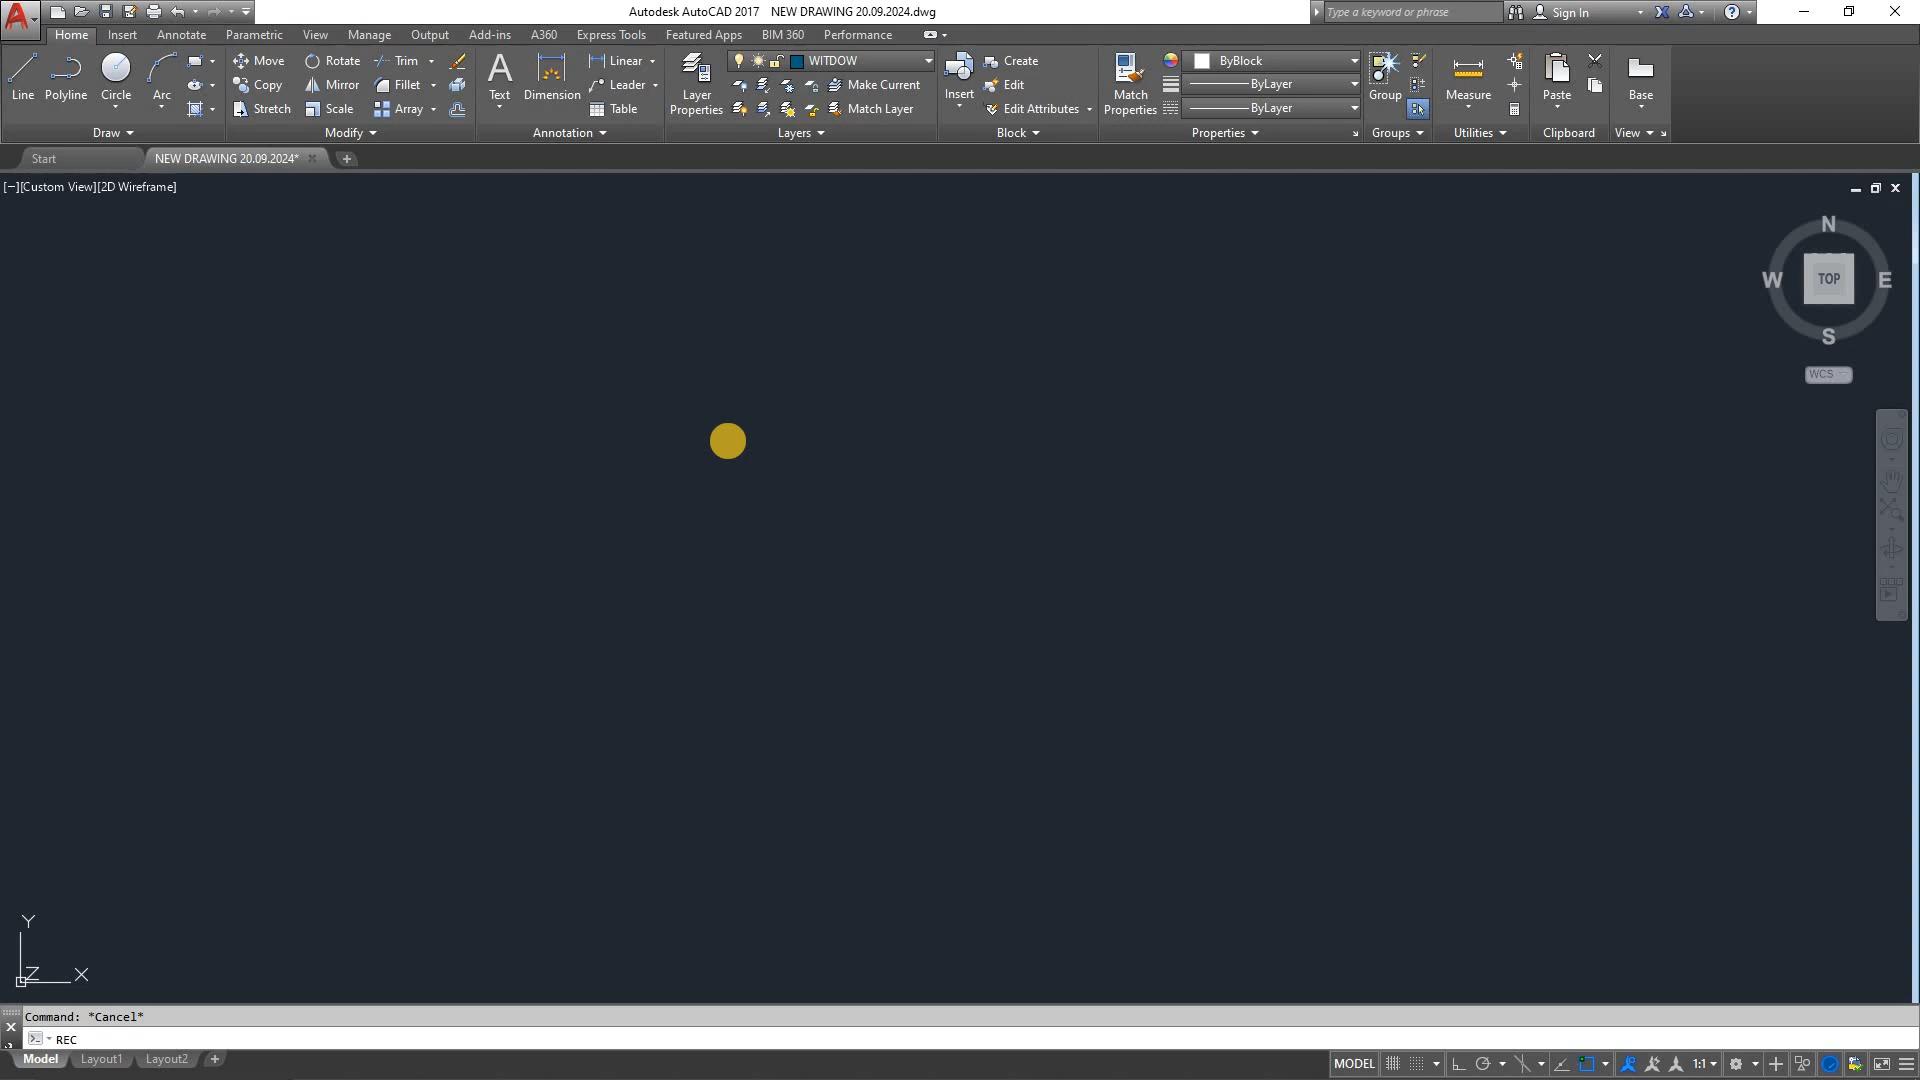 Autodesk AutoCAD 2017 NEW DRAWING 20.09.2024.dwg
Type a keyword or phrase
Sign In
Home Insert Annotate Parametric View Manage Output Add-ins A360 Express Tools Featured Apps BIM 360 Performance
Line Polyline Circle Arc
Draw
Move Rotate Trim
Copy Mirror Fillet
Stretch Scale Array
Modify
Text Dimension
Linear
Leader
Table
Annotation
Layer Properties
WITDOW
Make Current
Match Layer
Layers
Insert
Create
Edit
Edit Attributes
Block
Match Properties
ByBlock
ByLayer
ByLayer
Properties
Group
Groups
Measure
Utilities
Paste
Clipboard
Base
View
Start NEW DRAWING 20.09.2024*
[−][Custom View][2D Wireframe]
N
W TOP E
S
WCS
Y
Z X
Command: *Cancel*
REC
Model Layout1 Layout2
MODEL 1:1